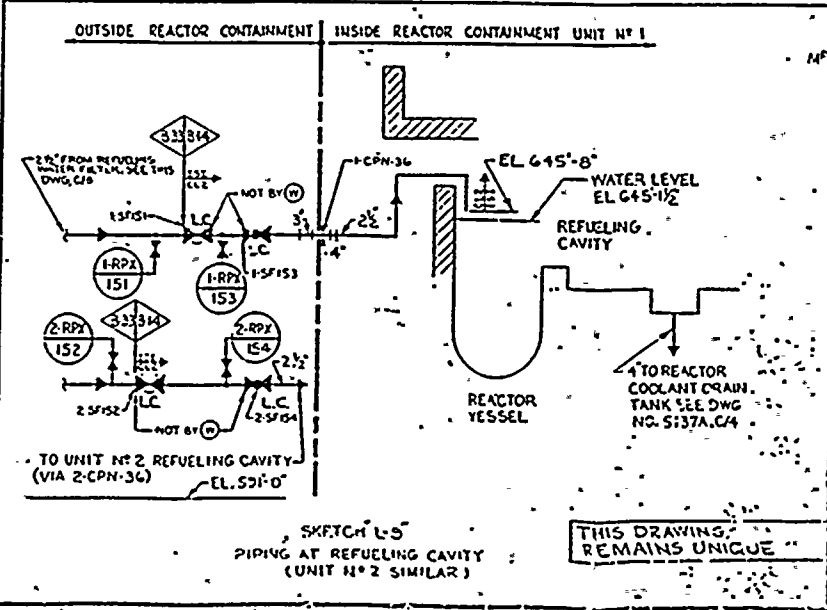 OUTSIDE REACTOR CONTAINMENT
INSIDE REACTOR CONTAINMENT UNIT Nº 1
333314
2½" FROM REFUELING
WATER FILTER, SEE THIS
DWG, C/8
NOT BY W
1-SF151
L.C.
L.C.
1-SF153
3"
4"
2½"
1-CPN-36
EL 645'-8"
WATER LEVEL
EL 645'-1½"
REFUELING
CAVITY
1-RPX
151
1-RPX
153
333314
2-RPX
152
2-RPX
154
2½"
2-SF152
L.C.
NOT BY W
L.C.
2-SF154
TO UNIT Nº 2 REFUELING CAVITY
(VIA 2-CPN-36)
EL. 591'-0"
REACTOR
VESSEL
4" TO REACTOR
COOLANT DRAIN
TANK SEE DWG
NO. 5137A, C/4
SKETCH L-9
PIPING AT REFUELING CAVITY
(UNIT Nº 2 SIMILAR)
THIS DRAWING
REMAINS UNIQUE